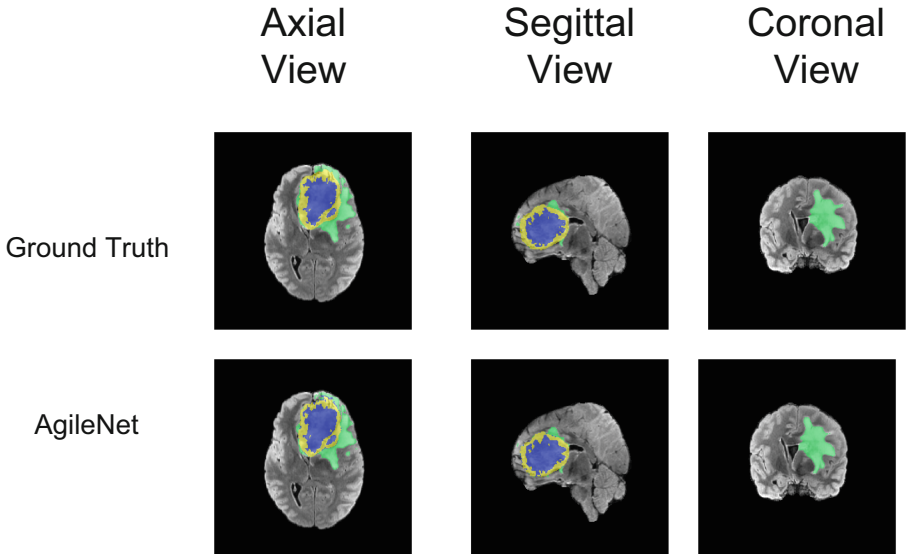 Axial
View
Segittal
View
Coronal
View
Ground Truth
AgileNet